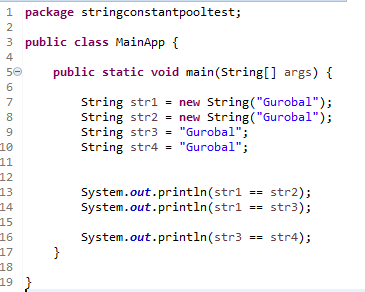 1 package stringconstantpooltest;
2
3 public class MainApp {
4
5 public static void main(String[] args) {
6
7 String str1 = new String("Gurobal");
8 String str2 = new String("Gurobal");
9 String str3 = "Gurobal";
10 String str4 = "Gurobal";
11
12
13 System.out.println(str1 == str2);
14 System.out.println(str1 == str3);
15
16 System.out.println(str3 == str4);
17 }
18
19 }